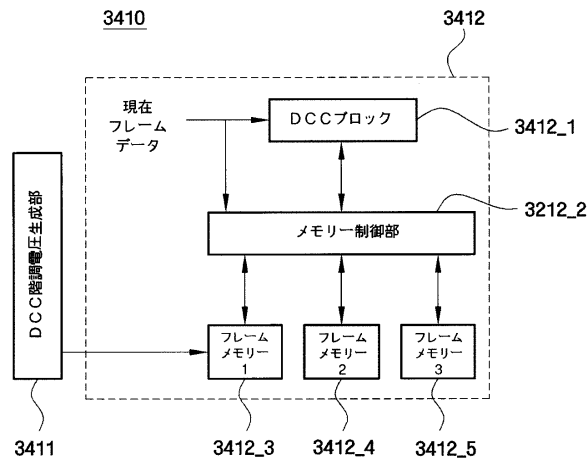 3410
3412
現在
フレーム
データ
DCCブロック
3412_1
3212_2
メモリー制御部
DCC階調電圧生成部
フレーム
メモリー
1
フレーム
メモリー
2
フレーム
メモリー
3
3411
3412_3
3412_4
3412_5